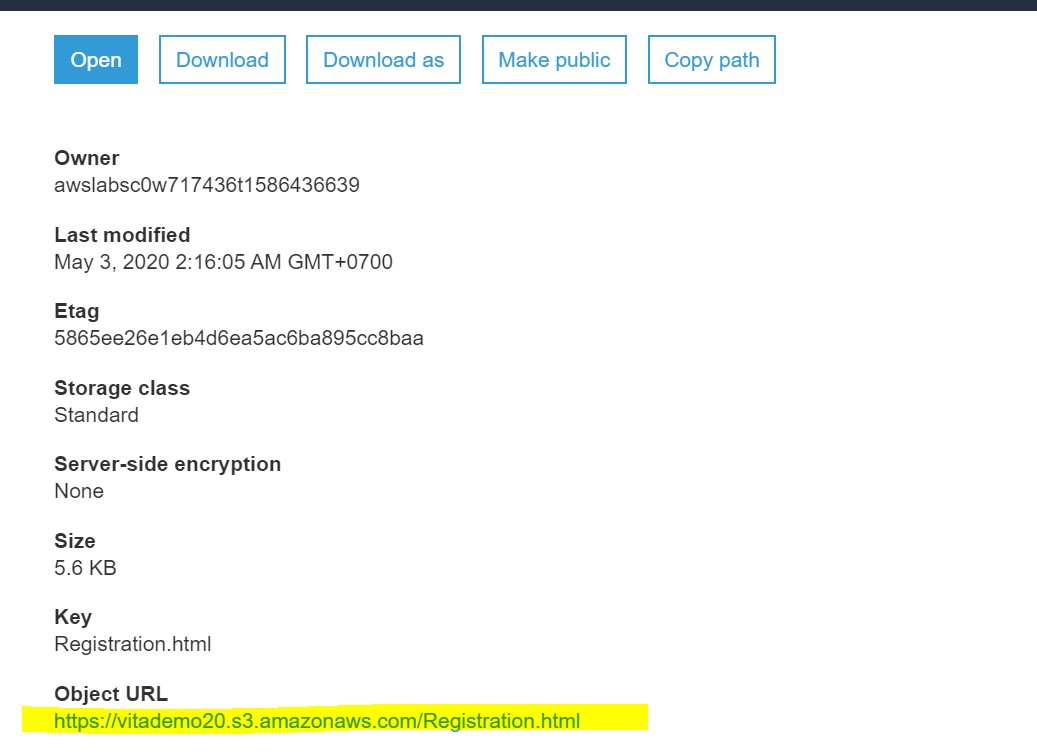 Open Download Download as Make public Copy path
Owner
awslabsc0w717436t1586436639
Last modified
May 3, 2020 2:16:05 AM GMT+0700
Etag
5865ee26e1eb4d6ea5ac6ba895cc8baa
Storage class
Standard
Server-side encryption
None
Size
5.6 KB
Key
Registration.html
Object URL
https://vitademo20.s3.amazonaws.com/Registration.html